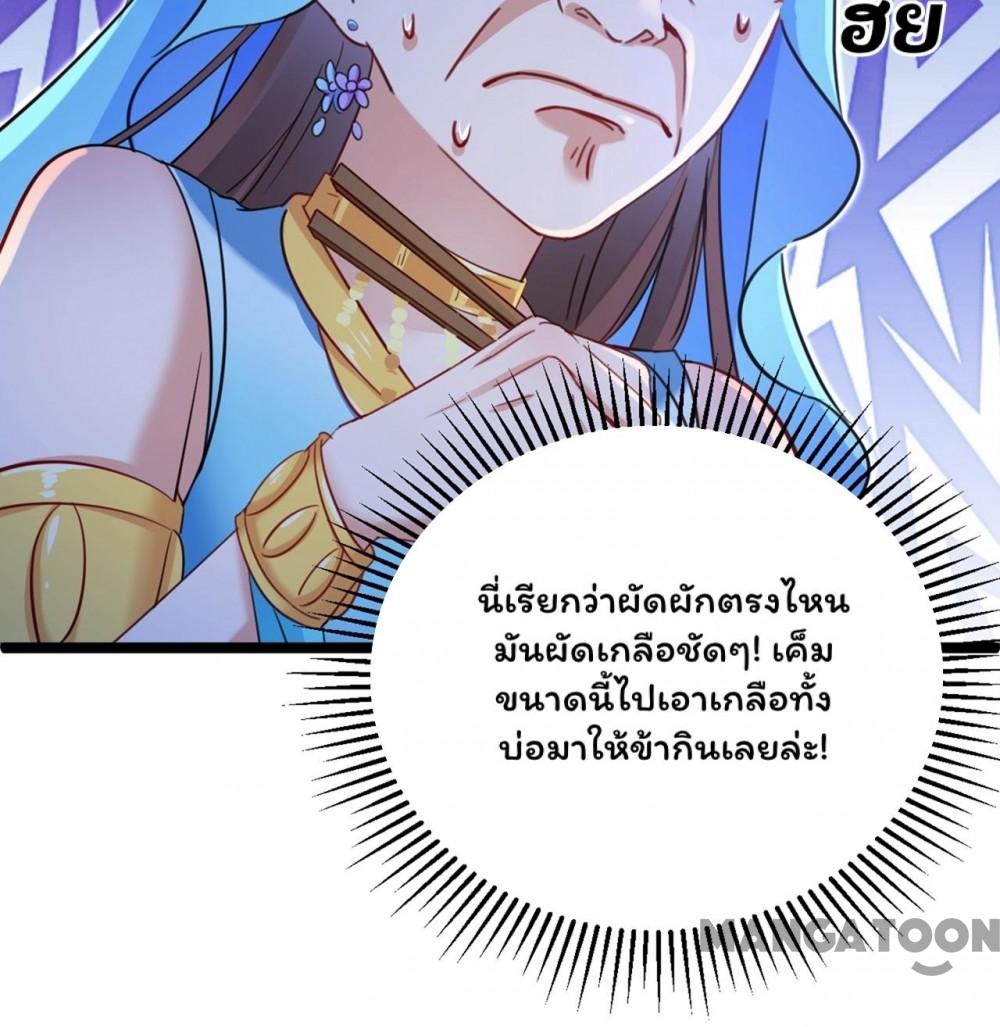 ฮึย
นี่เรียกว่าผัดผักตรงไหน
มันผัดเกลือชัดๆ! เค็ม
ขนาดนี้ไปเอาเกลือทั้ง
บ่อมาให้ข้ากินเลยล่ะ!
MANGATOON